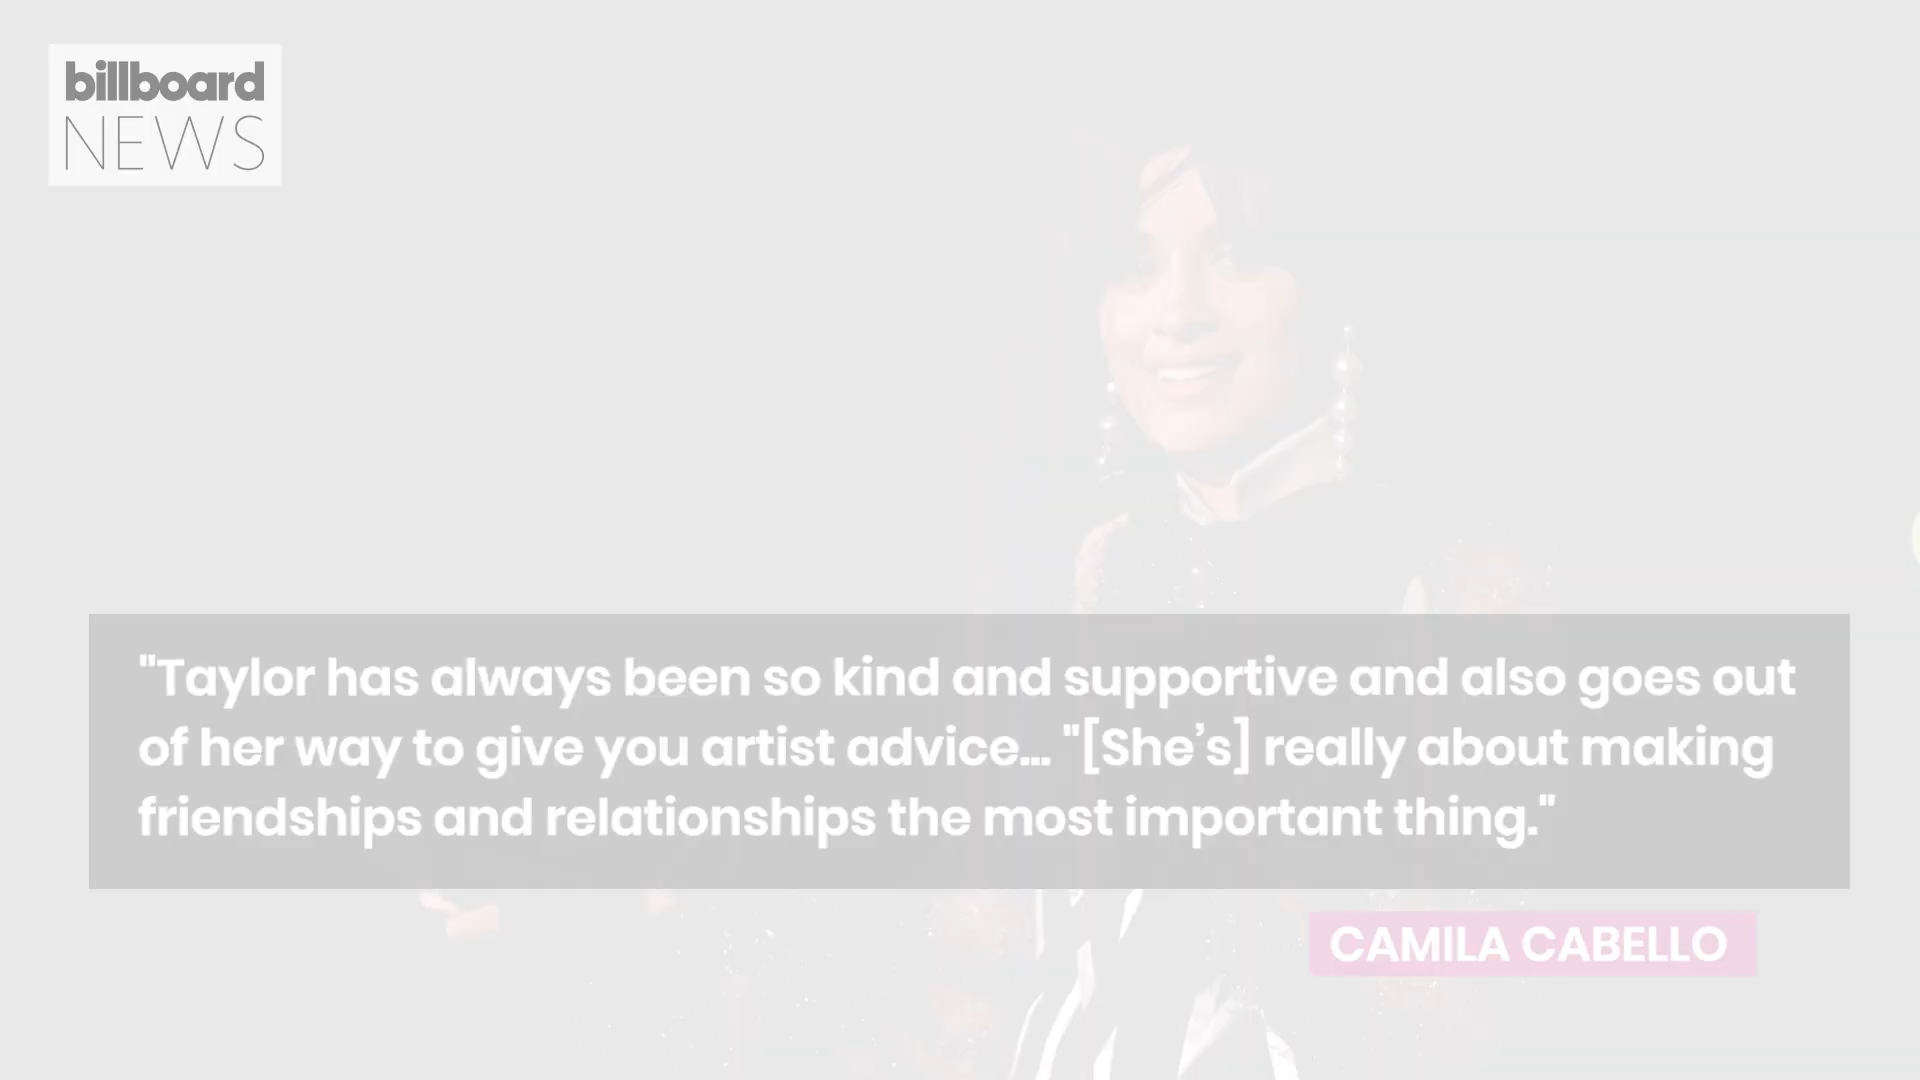 billboard
NEWS
"Taylor has always been so kind and supportive and also goes out
of her way to give you artist advice... "[She’s] really about making
friendships and relationships the most important thing."
CAMILA CABELLO